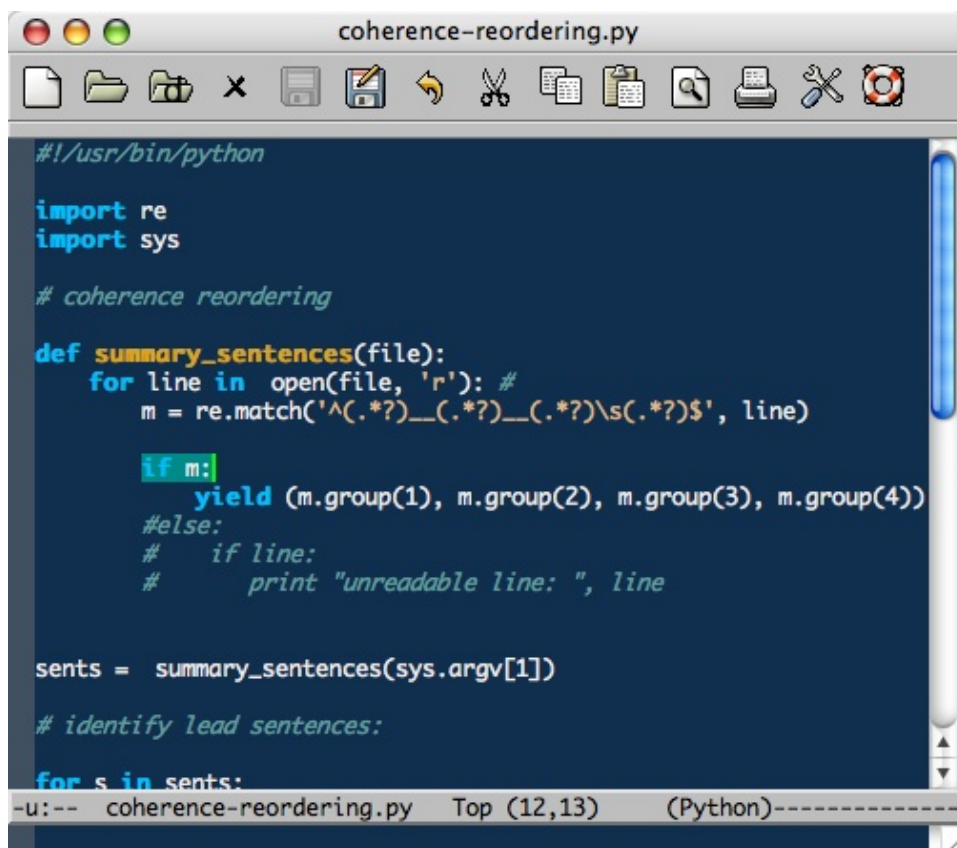 coherence-reordering.py
#!/usr/bin/python
import re
import sys
# coherence reordering
def summary_sentences(file):
    for line in  open(file, 'r'): #
        m = re.match('^(.*?)__(.*?)__(.*?)\s(.*?)$', line)
        if m:
            yield (m.group(1), m.group(2), m.group(3), m.group(4))
        #else:
        #    if line:
        #       print "unreadable line: ", line
sents =  summary_sentences(sys.argv[1])
# identify lead sentences:
for s in sents:
-u:--  coherence-reordering.py   Top (12,13)     (Python)--------------